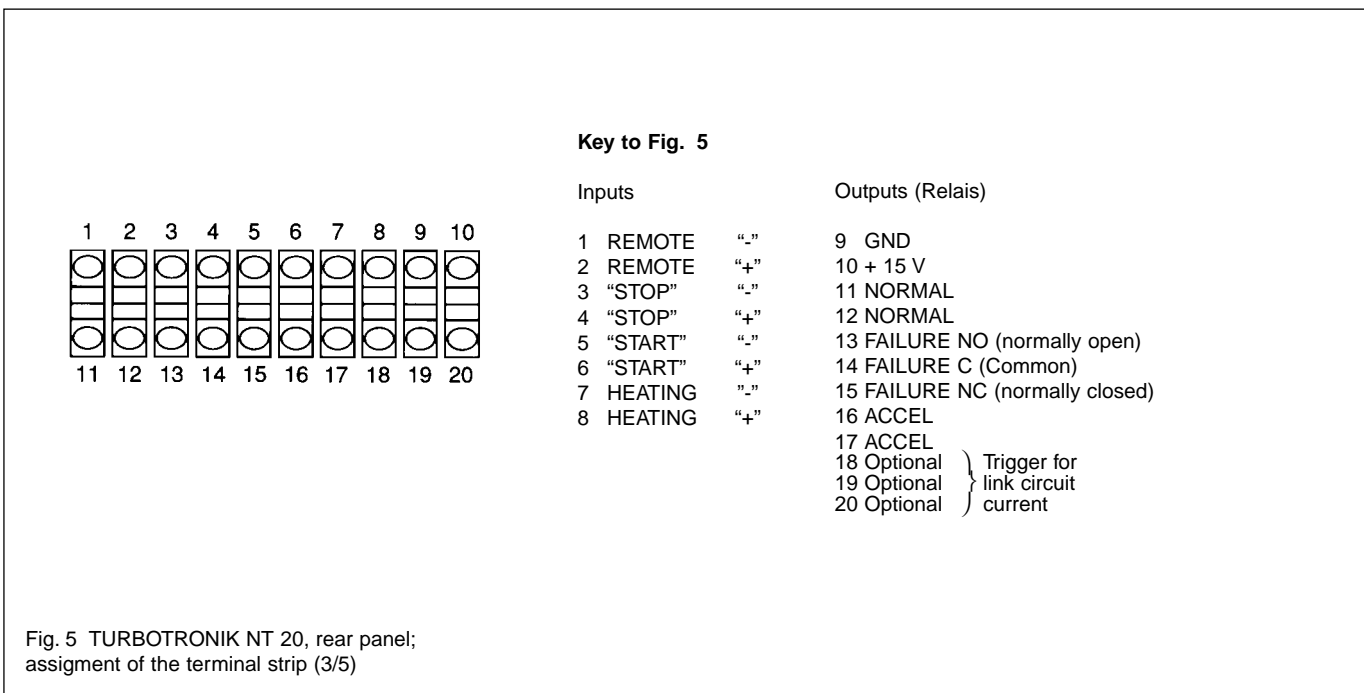 Key to Fig. 5
Inputs
Outputs (Relais)
1 2 3 4 5 6 7 8 9 10
11 12 13 14 15 16 17 18 19 20
1 REMOTE “-”
2 REMOTE “+”
3 “STOP” “-”
4 “STOP” “+”
5 “START” “-”
6 “START” “+”
7 HEATING ”-”
8 HEATING “+”
9 GND
10 + 15 V
11 NORMAL
12 NORMAL
13 FAILURE NO (normally open)
14 FAILURE C (Common)
15 FAILURE NC (normally closed)
16 ACCEL
17 ACCEL
18 Optional
19 Optional
20 Optional
Trigger for
link circuit
current
Fig. 5 TURBOTRONIK NT 20, rear panel;
assigment of the terminal strip (3/5)